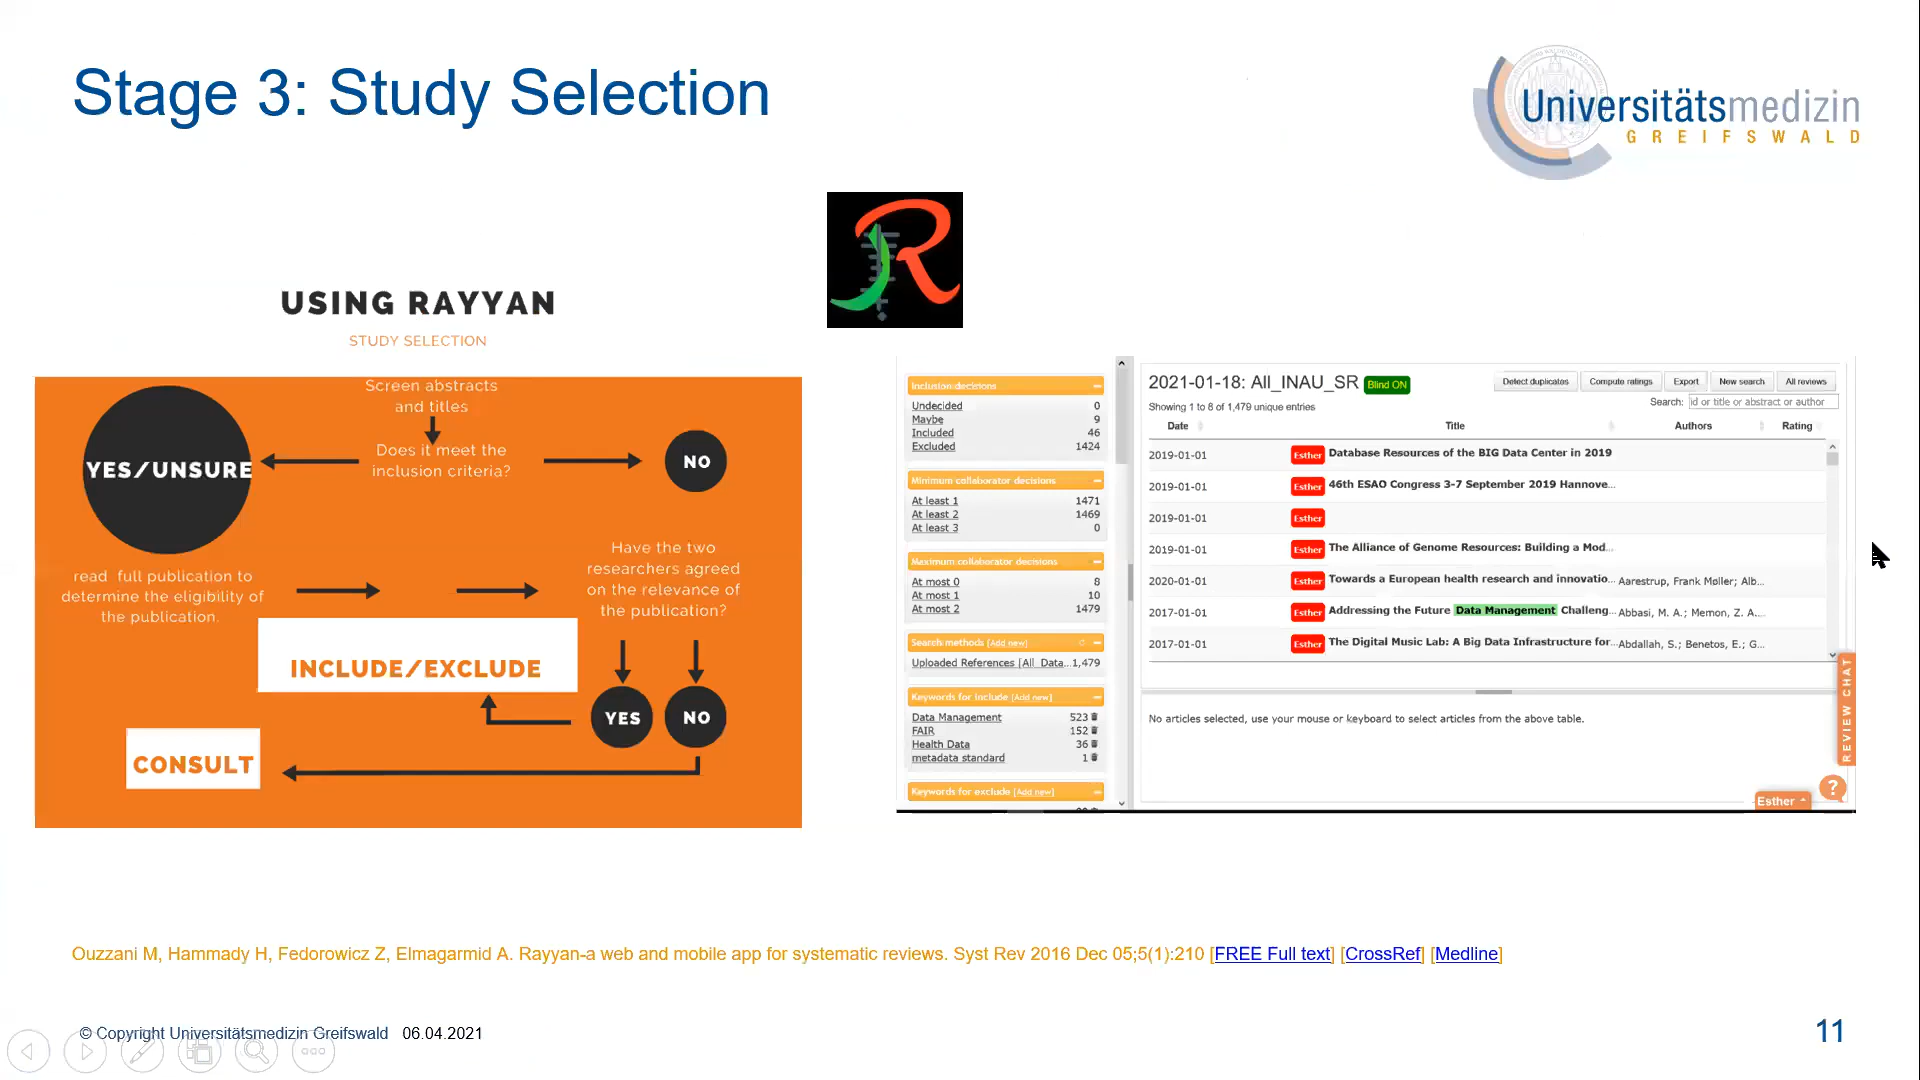 Stage 3: Study Selection
Universitätsmedizin
GREIFSWALD
R
USING RAYYAN
STUDY SELECTION
Screen abstracts
and titles
Does it meet the
inclusion criteria?
YES/UNSURE
NO
read full publication to
determine the eligibility of
the publication.
Have the two
researchers agreed
on the relevance of
the publication?
INCLUDE/EXCLUDE
YES
NO
CONSULT
Inclusion decisions
Undecided 0
Maybe 9
Included 46
Excluded 1424
Minimum collaborator decisions
At least 1 1471
At least 2 1469
At least 3 0
Maximum collaborator decisions
At most 0 8
At most 1 10
At most 2 1479
Search methods [Add new]
Uploaded References [All_Data... 1,479
Keywords for include [Add new]
Data Management 523
FAIR 152
Health Data 36
metadata standard 1
Keywords for exclude [Add new]
2021-01-18: All_INAU_SR Blind ON
Detect duplicates Compute ratings Export New search All reviews
Showing 1 to 8 of 1,479 unique entries
Search: id or title or abstract or author
Date Title Authors Rating
2019-01-01 Esther Database Resources of the BIG Data Center in 2019
2019-01-01 Esther 46th ESAO Congress 3-7 September 2019 Hannove...
2019-01-01 Esther
2019-01-01 Esther The Alliance of Genome Resources: Building a Mod...
2020-01-01 Esther Towards a European health research and innovatio... Aarestrup, Frank Møller; Alb...
2017-01-01 Esther Addressing the Future Data Management Challeng... Abbasi, M. A.; Memon, Z. A....
2017-01-01 Esther The Digital Music Lab: A Big Data Infrastructure for... Abdallah, S.; Benetos, E.; G...
No articles selected, use your mouse or keyboard to select articles from the above table.
REVIEW CHAT
?
Esther
Ouzzani M, Hammady H, Fedorowicz Z, Elmagarmid A. Rayyan-a web and mobile app for systematic reviews. Syst Rev 2016 Dec 05;5(1):210 [FREE Full text] [CrossRef] [Medline]
© Copyright Universitätsmedizin Greifswald 06.04.2021
11